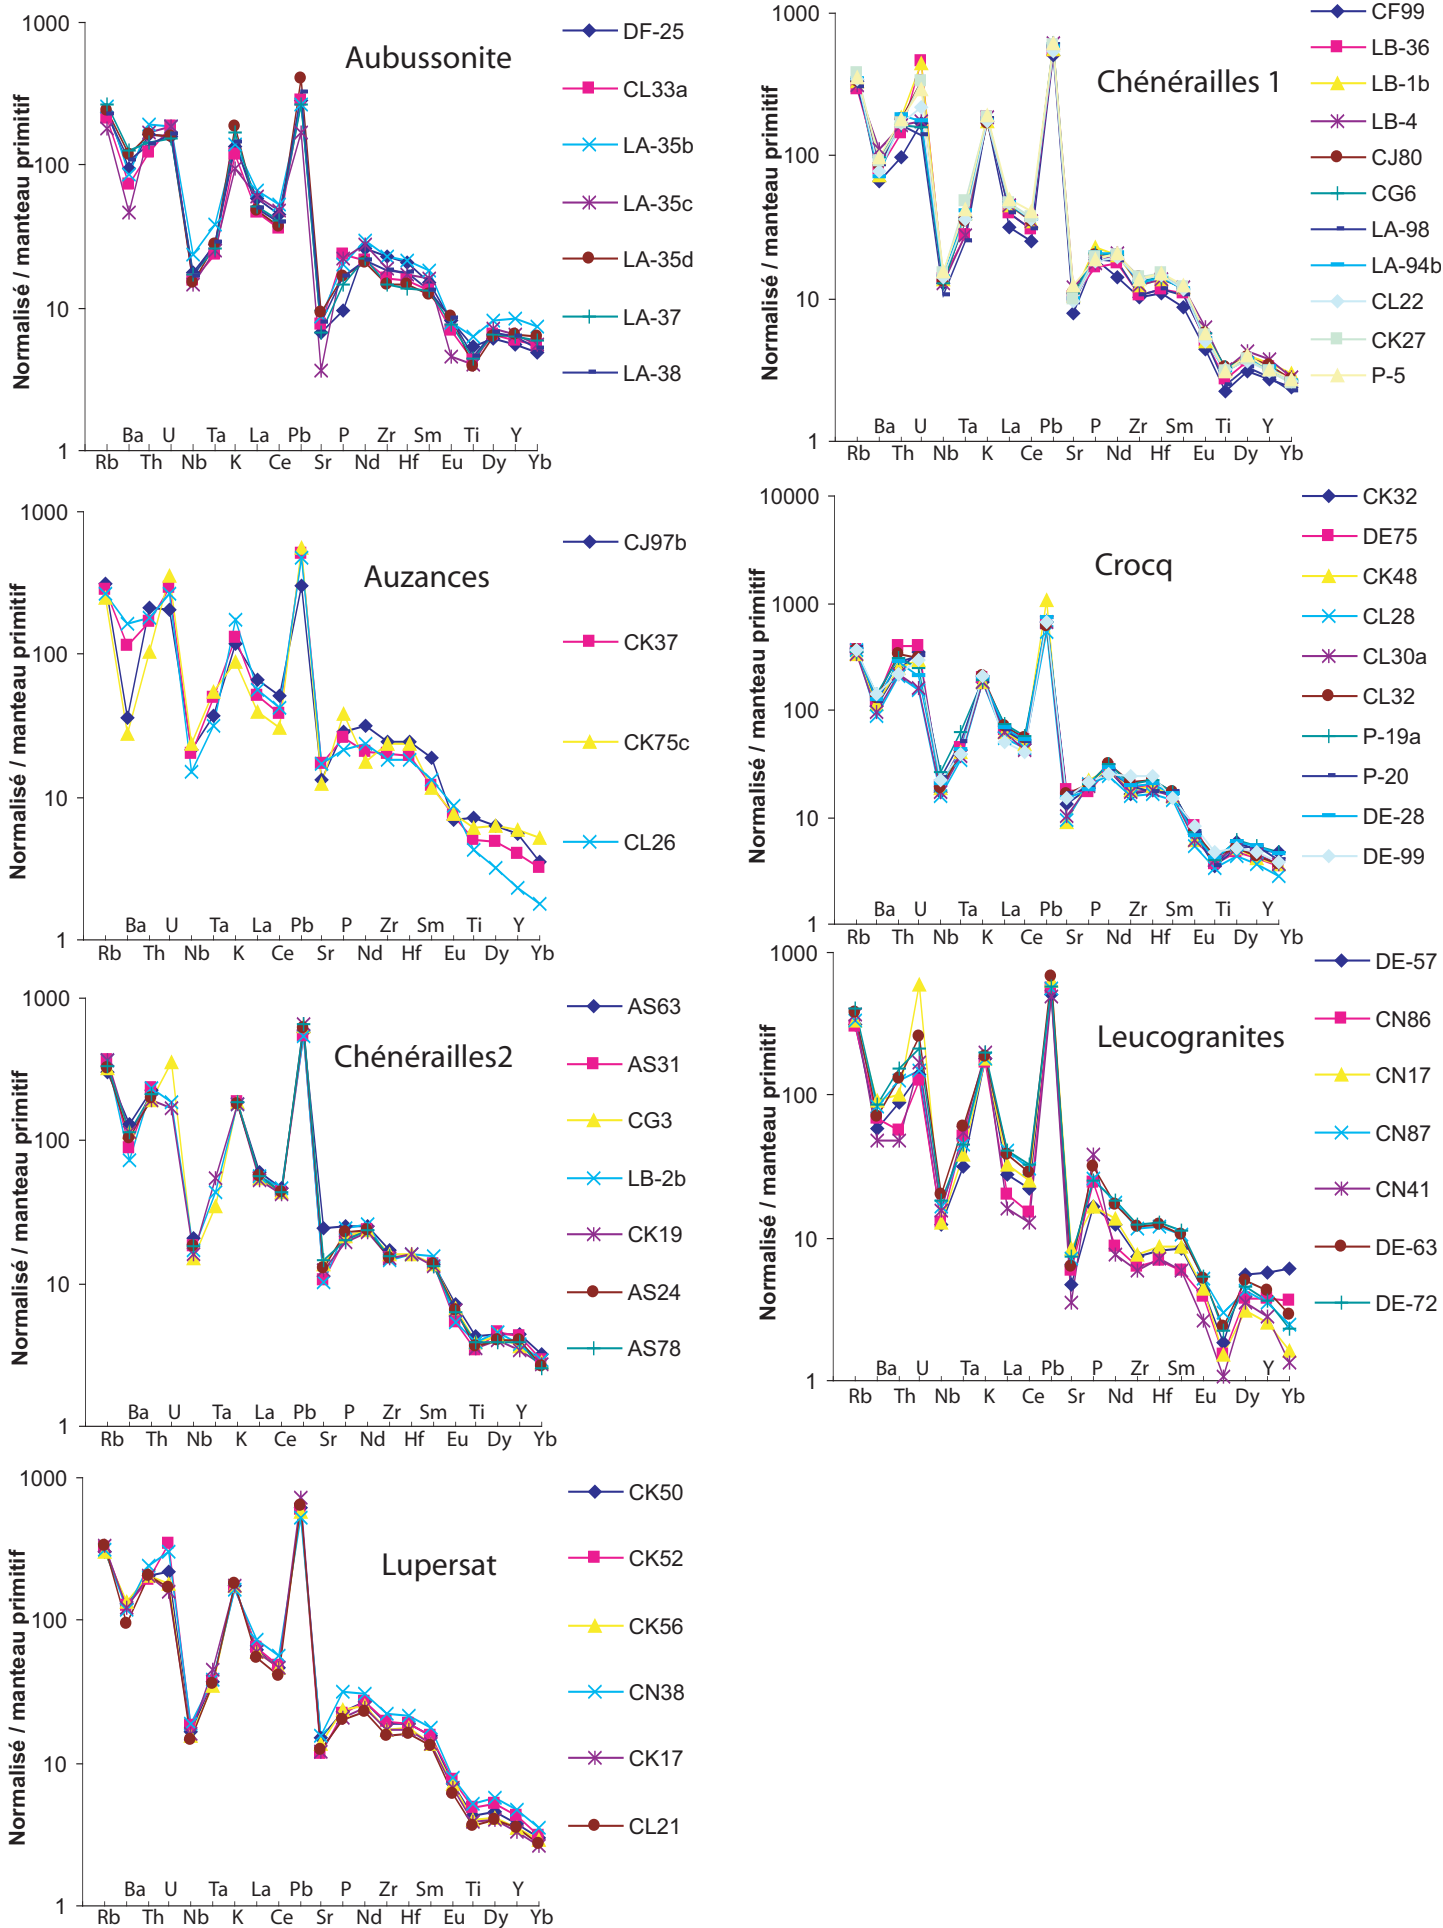 Aubussonite
Normalisé / manteau primitif
1000
100
10
1
Ba U Ta La Pb P Zr Sm Ti Y
Rb Th Nb K Ce Sr Nd Hf Eu Dy Yb
DF-25
CL33a
LA-35b
LA-35c
LA-35d
LA-37
LA-38
Chénérailles 1
Normalisé / manteau primitif
1000
100
10
1
Ba Th U Ta La Pb P Zr Sm Ti Y
Rb Nb K Ce Sr Nd Hf Eu Dy Yb
CF99
LB-36
LB-1b
LB-4
CJ80
CG6
LA-98
LA-94b
CL22
CK27
P-5
Auzances
Normalisé / manteau primitif
1000
100
10
1
Ba U Ta La Pb P Zr Sm Ti Y
Rb Th Nb K Ce Sr Nd Hf Eu Dy Yb
CJ97b
CK37
CK75c
CL26
Crocq
Normalisé / manteau primitif
10000
1000
100
10
1
Ba Th U Ta La Pb P Zr Sm Ti Y
Rb Nb K Ce Sr Nd Hf Eu Dy Yb
CK32
DE75
CK48
CL28
CL30a
CL32
P-19a
P-20
DE-28
DE-99
Chénérailles2
Normalisé / manteau primitif
1000
100
10
1
Ba U Ta La Pb P Zr Sm Ti Y
Rb Th Nb K Ce Sr Nd Hf Eu Dy Yb
AS63
AS31
CG3
LB-2b
CK19
AS24
AS78
Leucogranites
Normalisé / manteau primitif
1000
100
10
1
Ba Th U Ta La Pb P Zr Sm Y
Rb Nb K Ce Sr Nd Hf Eu Ti Dy Yb
DE-57
CN86
CN17
CN87
CN41
DE-63
DE-72
Lupersat
Normalisé / manteau primitif
1000
100
10
1
Ba U Ta La Pb P Zr Sm Ti Y
Rb Th Nb K Ce Sr Nd Hf Eu Dy Yb
CK50
CK52
CK56
CN38
CK17
CL21